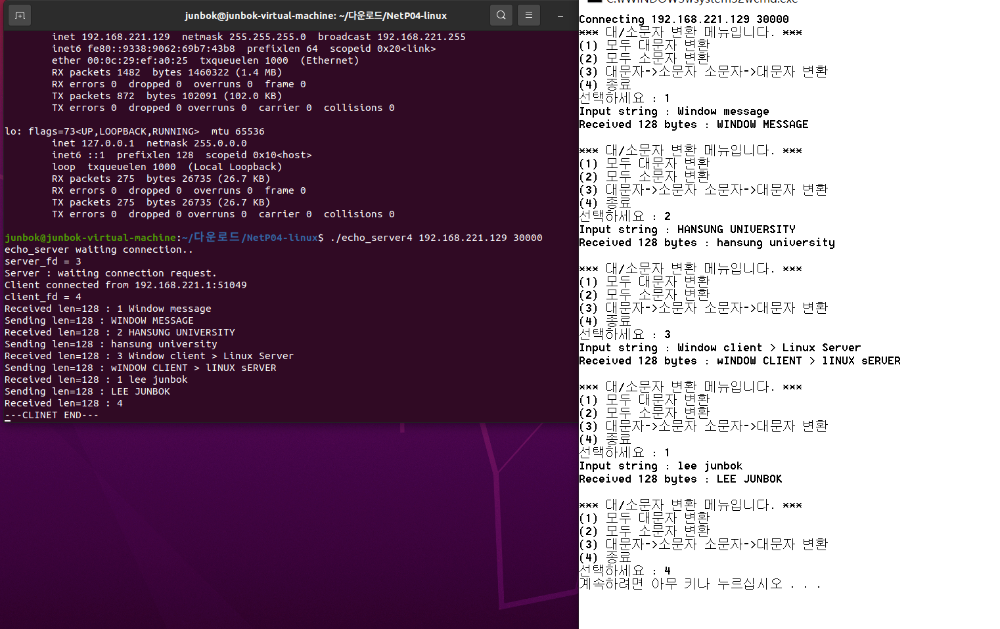 junbok@junbok-virtual-machine: ~/다운로드/NetP04-linux
inet 192.168.221.129  netmask 255.255.255.0  broadcast 192.168.221.255
inet6 fe80::9338:9062:69b7:43b8  prefixlen 64  scopeid 0x20<link>
ether 00:0c:29:ef:a0:25  txqueuelen 1000  (Ethernet)
RX packets 1482  bytes 1460322 (1.4 MB)
RX errors 0  dropped 0  overruns 0  frame 0
TX packets 872  bytes 102091 (102.0 KB)
TX errors 0  dropped 0 overruns 0  carrier 0  collisions 0
lo: flags=73<UP,LOOPBACK,RUNNING>  mtu 65536
inet 127.0.0.1  netmask 255.0.0.0
inet6 ::1  prefixlen 128  scopeid 0x10<host>
loop  txqueuelen 1000  (Local Loopback)
RX packets 275  bytes 26735 (26.7 KB)
RX errors 0  dropped 0  overruns 0  frame 0
TX packets 275  bytes 26735 (26.7 KB)
TX errors 0  dropped 0 overruns 0  carrier 0  collisions 0
junbok@junbok-virtual-machine:~/다운로드/NetP04-linux$ ./echo_server4 192.168.221.129 30000
echo_server waiting connection..
server_fd = 3
Server : waiting connection request.
Client connected from 192.168.221.1:51049
client_fd = 4
Received len=128 : 1 Window message
Sending len=128 : WINDOW MESSAGE
Received len=128 : 2 HANSUNG UNIVERSITY
Sending len=128 : hansung university
Received len=128 : 3 Window client > Linux Server
Sending len=128 : wINDOW CLIENT > lINUX sERVER
Received len=128 : 1 lee junbok
Sending len=128 : LEE JUNBOK
Received len=128 : 4
---CLINET END---
C:₩WINDOWS₩system32₩cmd.exe
Connecting 192.168.221.129 30000
*** 대/소문자 변환 메뉴입니다. ***
(1) 모두 대문자 변환
(2) 모두 소문자 변환
(3) 대문자->소문자 소문자->대문자 변환
(4) 종료
선택하세요 : 1
Input string : Window message
Received 128 bytes : WINDOW MESSAGE
*** 대/소문자 변환 메뉴입니다. ***
(1) 모두 대문자 변환
(2) 모두 소문자 변환
(3) 대문자->소문자 소문자->대문자 변환
(4) 종료
선택하세요 : 2
Input string : HANSUNG UNIVERSITY
Received 128 bytes : hansung university
*** 대/소문자 변환 메뉴입니다. ***
(1) 모두 대문자 변환
(2) 모두 소문자 변환
(3) 대문자->소문자 소문자->대문자 변환
(4) 종료
선택하세요 : 3
Input string : Window client > Linux Server
Received 128 bytes : wINDOW CLIENT > lINUX sERVER
*** 대/소문자 변환 메뉴입니다. ***
(1) 모두 대문자 변환
(2) 모두 소문자 변환
(3) 대문자->소문자 소문자->대문자 변환
(4) 종료
선택하세요 : 1
Input string : lee junbok
Received 128 bytes : LEE JUNBOK
*** 대/소문자 변환 메뉴입니다. ***
(1) 모두 대문자 변환
(2) 모두 소문자 변환
(3) 대문자->소문자 소문자->대문자 변환
(4) 종료
선택하세요 : 4
계속하려면 아무 키나 누르십시오 . . .